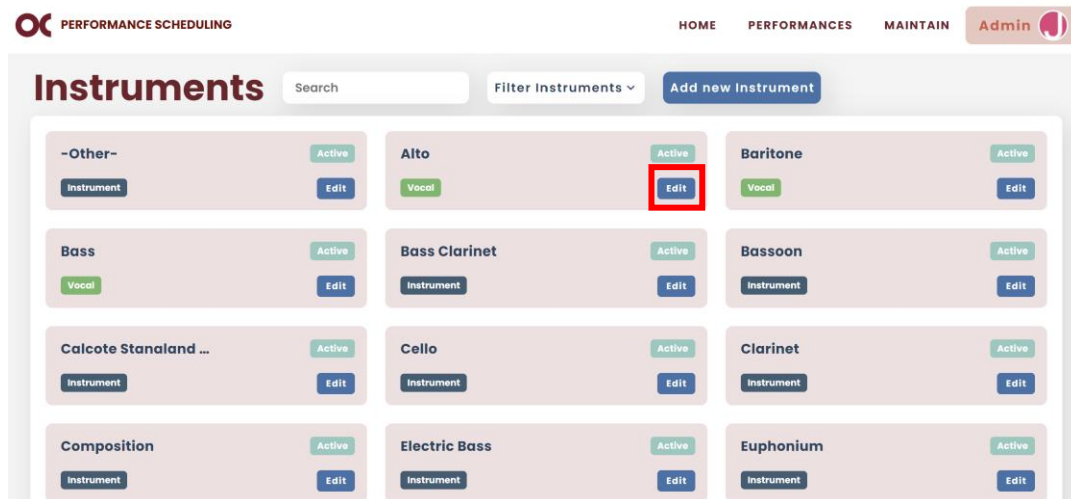 OC PERFORMANCE SCHEDULING HOME PERFORMANCES MAINTAIN Admin J
Instruments Search Filter Instruments Add new Instrument
-Other- Active Alto Active Baritone Active
Instrument Edit Vocal Edit Vocal Edit
Bass Active Bass Clarinet Active Bassoon Active
Vocal Edit Instrument Edit Instrument Edit
Calcote Stanaland ... Active Cello Active Clarinet Active
Instrument Edit Instrument Edit Instrument Edit
Composition Active Electric Bass Active Euphonium Active
Instrument Edit Instrument Edit Instrument Edit